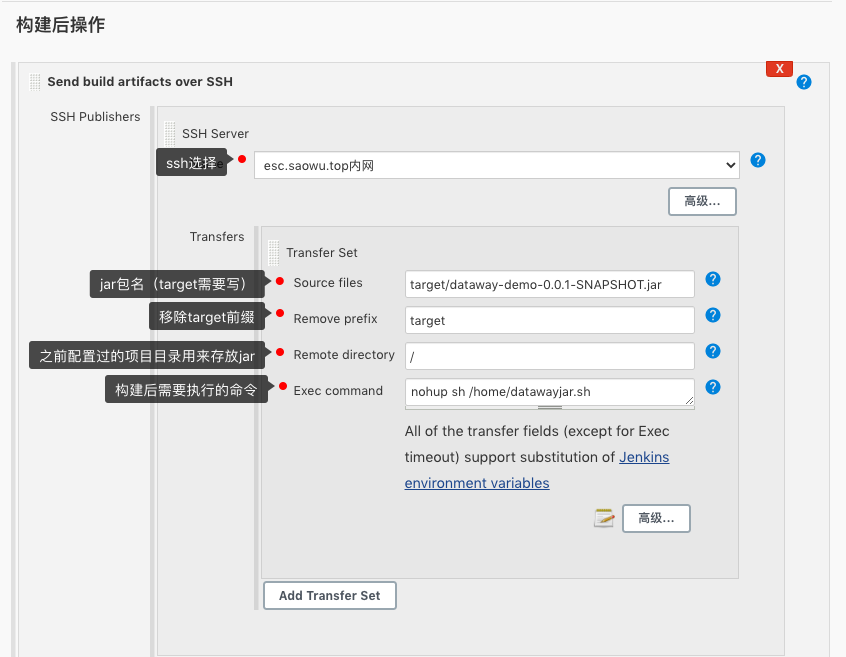 构建后操作
X
Send build artifacts over SSH
?
SSH Publishers
SSH Server
ssh选择
esc.saowu.top内网
?
高级...
Transfers
Transfer Set
jar包名（target需要写）
Source files
target/dataway-demo-0.0.1-SNAPSHOT.jar
?
移除target前缀
Remove prefix
target
?
之前配置过的项目目录用来存放jar
Remote directory
/
?
构建后需要执行的命令
Exec command
nohup sh /home/datawayjar.sh
?
All of the transfer fields (except for Exec
timeout) support substitution of Jenkins
environment variables
高级...
Add Transfer Set